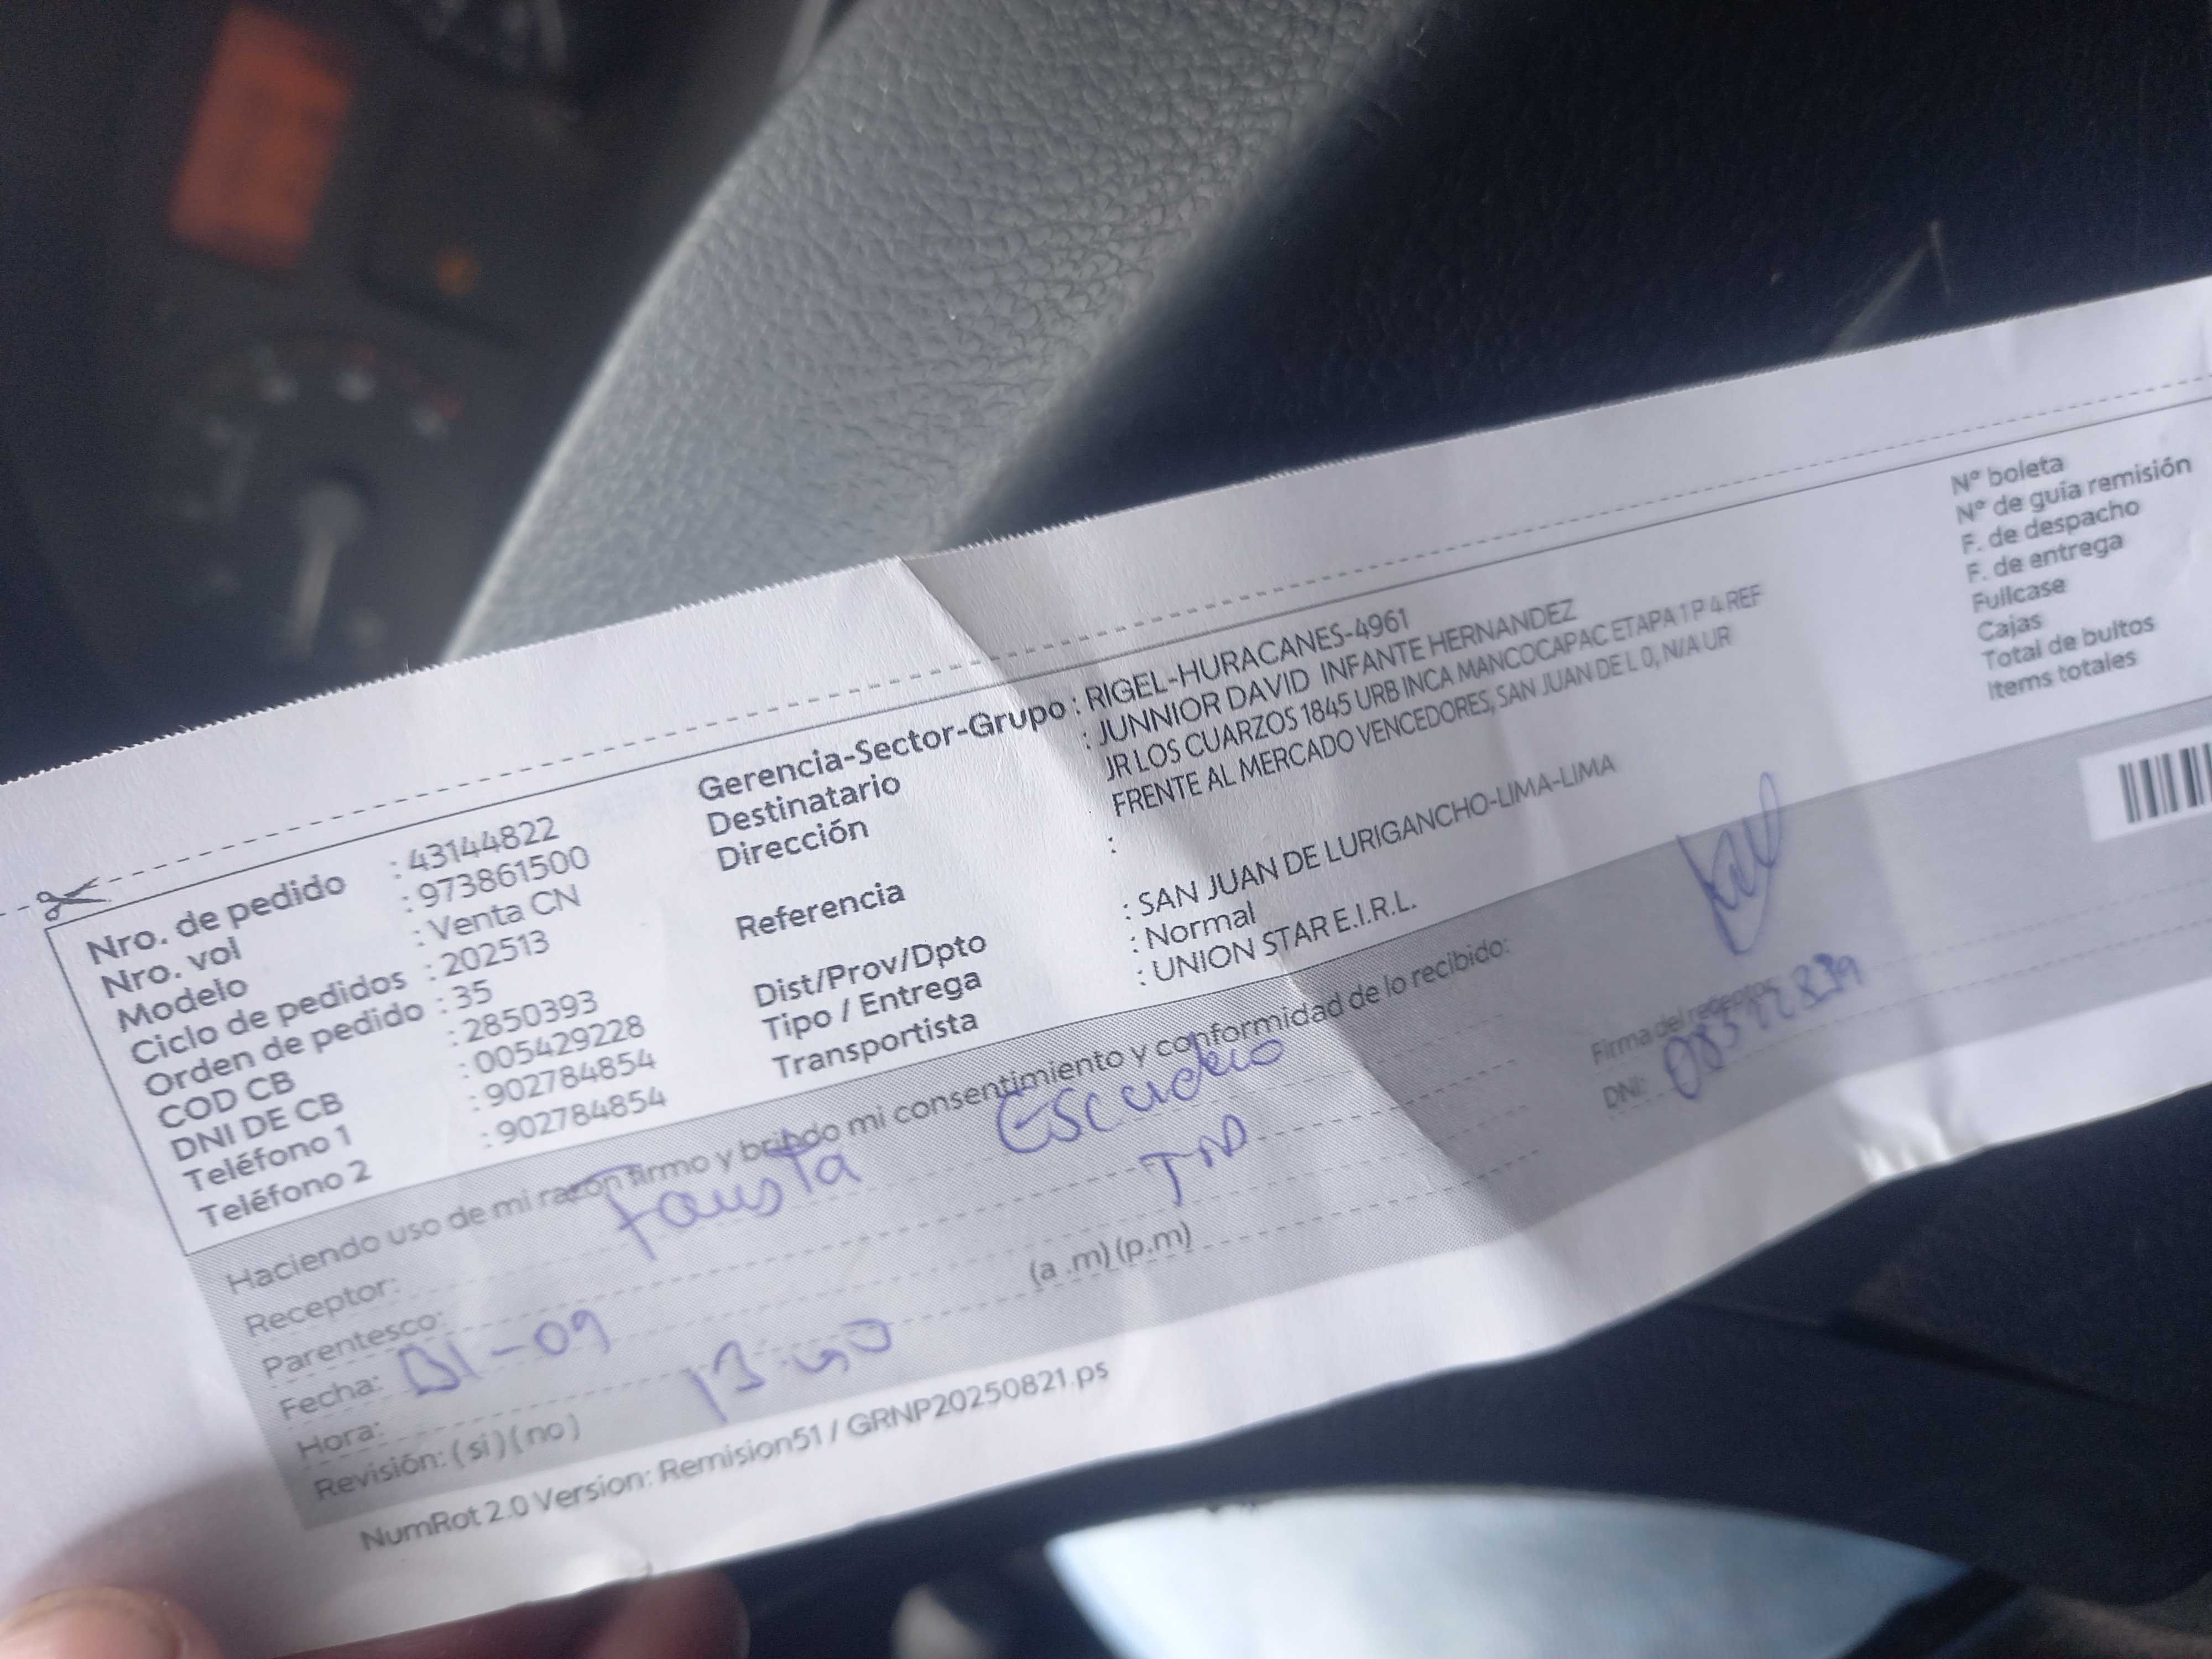 Nro. de pedido : 43144822
Nro. vol : 973861500
Modelo : Venta CN
Ciclo de pedidos : 202513
Orden de pedido : 35
COD CB : 2850393
DNI DE CB : 005429228
Teléfono 1 : 902784854
Teléfono 2 : 902784854
Gerencia-Sector-Grupo : RIGEL-HURACANES-4961
Destinatario : JUNNIOR DAVID INFANTE HERNANDEZ
Dirección JR LOS CUARZOS 1845 URB INCA MANCOCAPAC ETAPA 1 P 4 REF
FRENTE AL MERCADO VENCEDORES, SAN JUAN DE L 0, N/A UR
Referencia :
Dist/Prov/Dpto : SAN JUAN DE LURIGANCHO-LIMA-LIMA
Tipo / Entrega : Normal
Transportista : UNION STAR E.I.R.L.
Nº boleta
Nº de guía remisión
F. de despacho
F. de entrega
Fullcase
Cajas
Total de bultos
Items totales
Haciendo uso de mi razón firmo y brindo mi consentimiento y conformidad de lo recibido:
Receptor: Fausta Escudero
Parentesco:
Fecha: 01-09
Hora: 13:40 (a .m) (p.m)
Revisión: (si) (no)
Firma del receptor
DNI:
NumRot 2.0 Version: Remision51 / GRNP20250821.ps